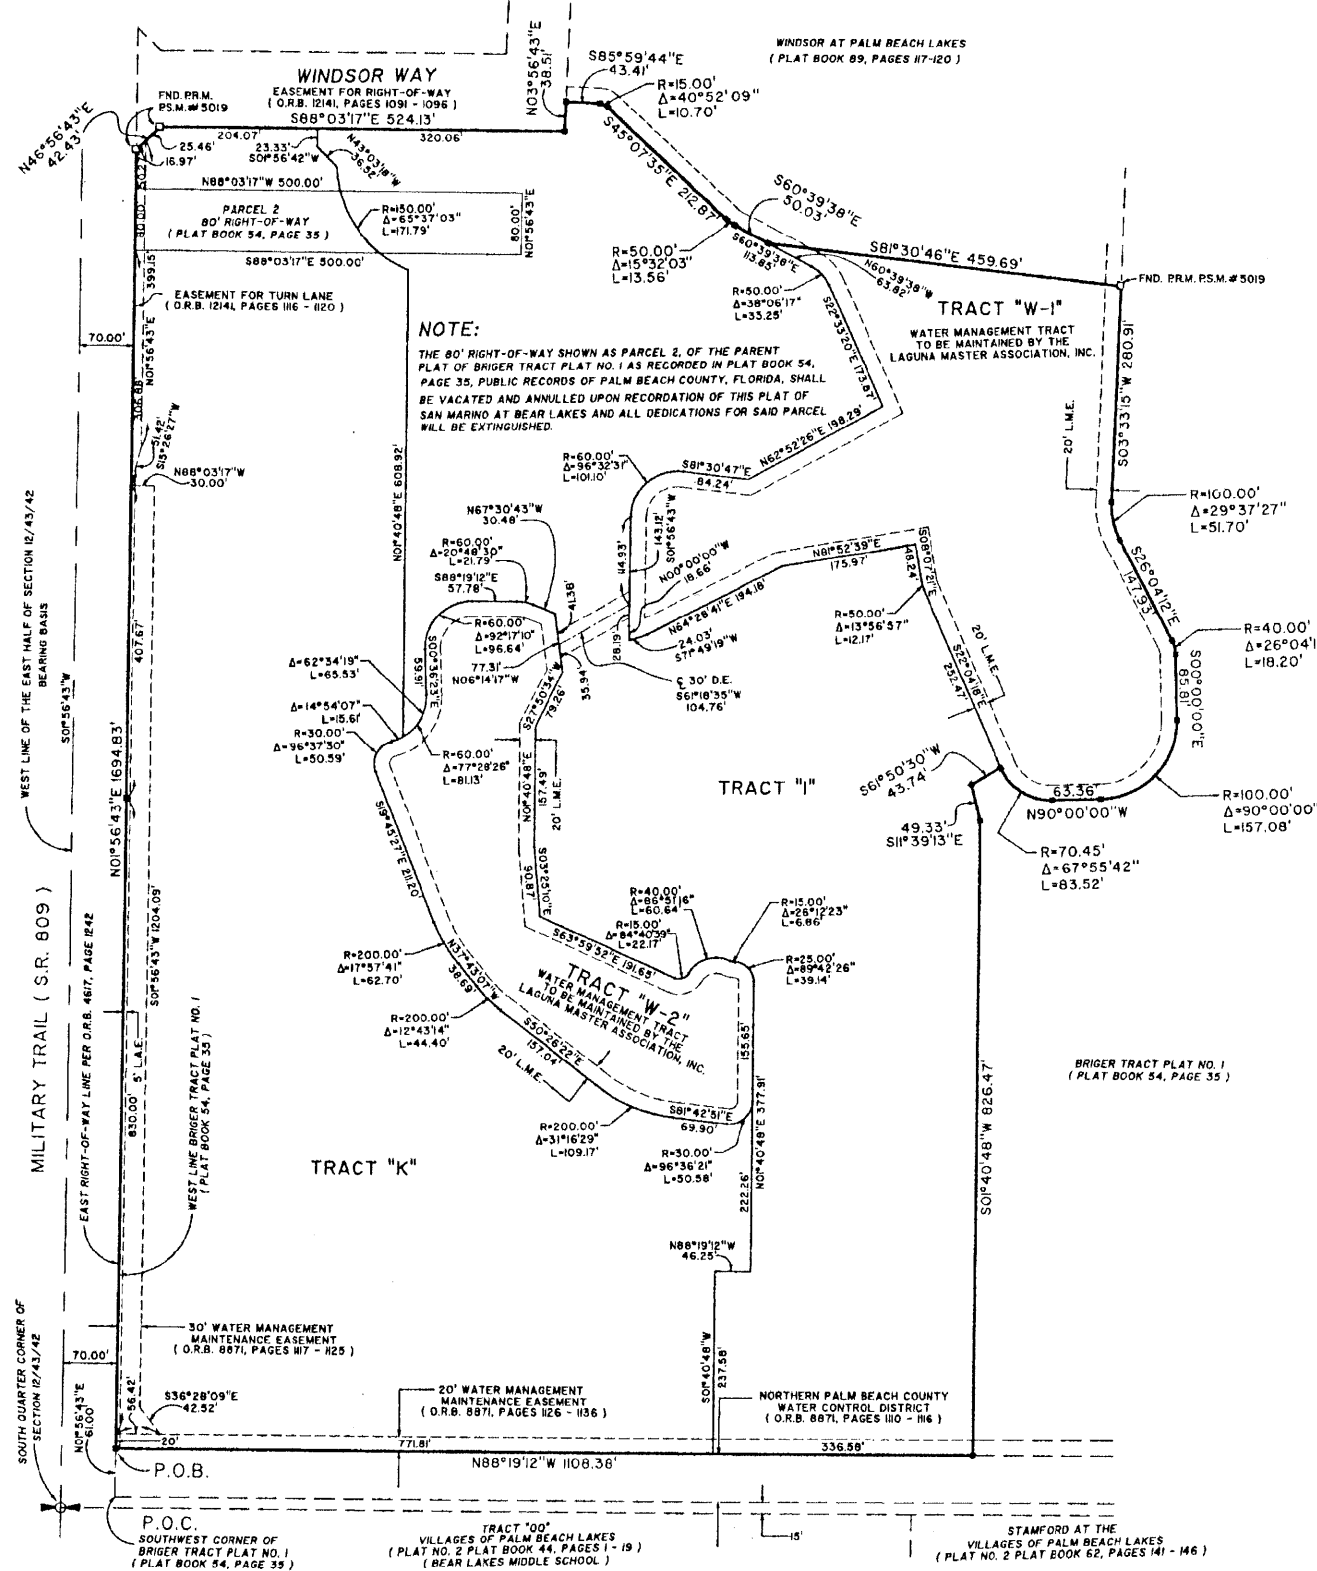 WINDSOR AT PALM BEACH LAKES
( PLAT BOOK 89, PAGES 117-120 )
N03°56'43"E
38.51'
S85°59'44"E
43.41'
R=15.00'
Δ=40°52'09"
L=10.70'
WINDSOR WAY
EASEMENT FOR RIGHT-OF-WAY
( O.R.B. 12141, PAGES 1091 - 1096 )
S88°03'17"E 524.13'
FND. P.R.M.
P.S.M. # 5019
N46°56'43"E
42.43'
25.46'
16.97'
204.07'
320.06'
23.33'
S01°56'42"W
N43°03'18"W
36.52'
N88°03'17"W 500.00'
PARCEL 2
80' RIGHT-OF-WAY
( PLAT BOOK 54, PAGE 35 )
80.00'
R=150.00'
Δ=65°37'03"
L=171.79'
80.00'
N01°56'43"E
S88°03'17"E 500.00'
S45°07'35"E 212.87'
S60°39'38"E
50.03'
R=50.00'
Δ=15°32'03"
L=13.56'
S60°39'38"E
113.85'
S81°30'46"E 459.69'
N60°39'38"W
63.82'
FND. P.R.M. P.S.M. #5019
R=50.00'
Δ=38°06'17"
L=33.25'
S22°33'20"E 173.87'
TRACT "W-1"
WATER MANAGEMENT TRACT
TO BE MAINTAINED BY THE
LAGUNA MASTER ASSOCIATION, INC.
399.15'
EASEMENT FOR TURN LANE
( O.R.B. 12141, PAGES 1116 - 1120 )
70.00'
N01°56'43"E
306.88'
NOTE:
THE 80' RIGHT-OF-WAY SHOWN AS PARCEL 2, OF THE PARENT
PLAT OF BRIGER TRACT PLAT NO. 1 AS RECORDED IN PLAT BOOK 54,
PAGE 35, PUBLIC RECORDS OF PALM BEACH COUNTY, FLORIDA, SHALL
BE VACATED AND ANNULLED UPON RECORDATION OF THIS PLAT OF
SAN MARINO AT BEAR LAKES AND ALL DEDICATIONS FOR SAID PARCEL
WILL BE EXTINGUISHED.
51.42'
S15°26'27"W
N88°03'17"W
30.00'
N01°40'48"E 608.92'
S03°33'15"W 280.91'
20' L.M.E.
R=60.00'
Δ=96°32'31"
L=101.10'
S81°30'47"E
84.24'
N62°52'26"E 198.29'
R=100.00'
Δ=29°37'27"
L=51.70'
S26°04'12"E
147.93'
N67°30'43"W
30.48'
R=60.00'
Δ=20°48'30"
L=21.79'
S88°19'12"E
57.78'
114.93'
143.12'
S01°56'43"W
N00°00'00"W
18.66'
N81°52'39"E
175.97'
S08°07'21"E
48.24'
41.38'
R=60.00'
Δ=92°17'10"
L=96.64'
77.31'
N06°14'17"W
28.19'
N64°28'41"E 194.18'
24.03'
S71°49'19"W
R=50.00'
Δ=13°56'57"
L=12.17'
R=40.00'
Δ=26°04'1
L=18.20'
S00°00'00"E
85.81'
WEST LINE OF THE EAST HALF OF SECTION 12/43/42
BEARING BASIS
S01°56'43"W
407.67'
Δ=62°34'19"
L=65.53'
S00°36'23"E
59.91'
35.94'
℄ 30' D.E.
S61°18'35"W
104.76'
20' L.M.E.
S22°04'18"E
252.47'
Δ=14°54'07"
L=15.61'
R=30.00'
Δ=96°37'30"
L=50.59'
R=60.00'
Δ=77°28'26"
L=81.13'
S27°50'34"W
79.26'
N01°40'48"E
157.49'
20' L.M.E.
TRACT "I"
S61°50'30"W
43.74'
63.36'
N90°00'00"W
R=100.00'
Δ=90°00'00"
L=157.08'
49.33'
S11°39'13"E
R=70.45'
Δ=67°55'42"
L=83.52'
N01°56'43"E 1694.83'
S19°45'27"E 211.20'
S03°25'10"E
90.87'
R=40.00'
Δ=86°51'16"
L=60.64'
R=15.00'
Δ=84°40'39"
L=22.17'
R=15.00'
Δ=26°12'23"
L=6.86'
R=25.00'
Δ=89°42'26"
L=39.14'
S63°59'52"E 191.65'
S01°56'43"W 1204.09'
R=200.00'
Δ=17°57'41"
L=62.70'
N37°43'07"W
38.69'
TRACT "W-2"
WATER MANAGEMENT TRACT
TO BE MAINTAINED BY THE
LAGUNA MASTER ASSOCIATION, INC.
R=200.00'
Δ=12°43'14"
L=44.40'
S50°26'22"E
157.04'
20' L.M.E.
155.65'
N01°40'48"E 377.91'
MILITARY TRAIL ( S.R. 809 )
EAST RIGHT-OF-WAY LINE PER O.R.B. 4617, PAGE 1242
5' L.A.E.
830.00'
WEST LINE BRIGER TRACT PLAT NO. 1
( PLAT BOOK 54, PAGE 35 )
S81°42'51"E
69.90'
R=200.00'
Δ=31°16'29"
L=109.17'
R=30.00'
Δ=96°36'21"
L=50.58'
BRIGER TRACT PLAT NO. 1
( PLAT BOOK 54, PAGE 35 )
S01°40'48"W 826.47'
TRACT "K"
222.26'
N88°19'12"W
46.25'
SOUTH QUARTER CORNER OF
SECTION 12/43/42
30' WATER MANAGEMENT
MAINTENANCE EASEMENT
( O.R.B. 8871, PAGES 1117 - 1125 )
70.00'
N01°56'43"E
61.00'
56.42'
S36°28'09"E
42.52'
20' WATER MANAGEMENT
MAINTENANCE EASEMENT
( O.R.B. 8871, PAGES 1126 - 1136 )
S01°40'48"W
237.58'
NORTHERN PALM BEACH COUNTY
WATER CONTROL DISTRICT
( O.R.B. 8871, PAGES 1110 - 1116 )
20'
771.81'
336.58'
N88°19'12"W 1108.38'
P.O.B.
P.O.C.
SOUTHWEST CORNER OF
BRIGER TRACT PLAT NO. 1
( PLAT BOOK 54, PAGE 35 )
TRACT "OO"
VILLAGES OF PALM BEACH LAKES
( PLAT NO. 2 PLAT BOOK 44, PAGES 1 - 19 )
( BEAR LAKES MIDDLE SCHOOL )
15'
STAMFORD AT THE
VILLAGES OF PALM BEACH LAKES
( PLAT NO. 2 PLAT BOOK 62, PAGES 141 - 146 )